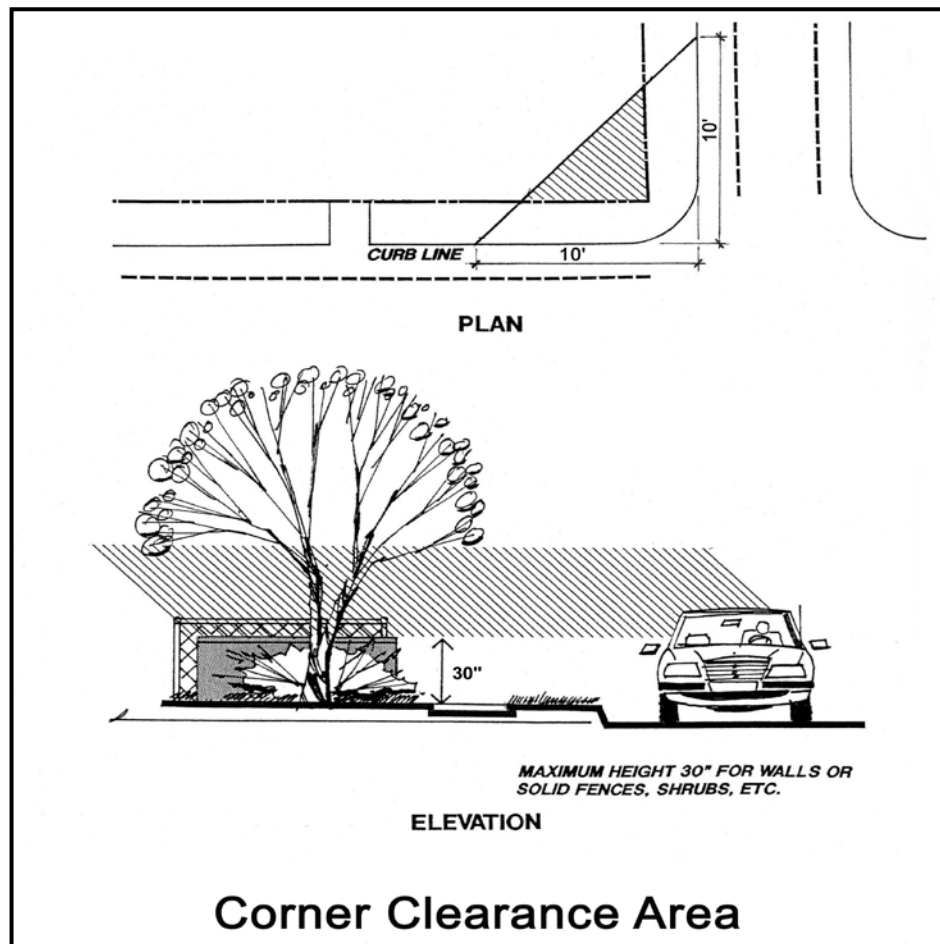 10'
CURB LINE
10'
PLAN
30"
MAXIMUM HEIGHT 30" FOR WALLS OR
SOLID FENCES, SHRUBS, ETC.
ELEVATION
Corner Clearance Area